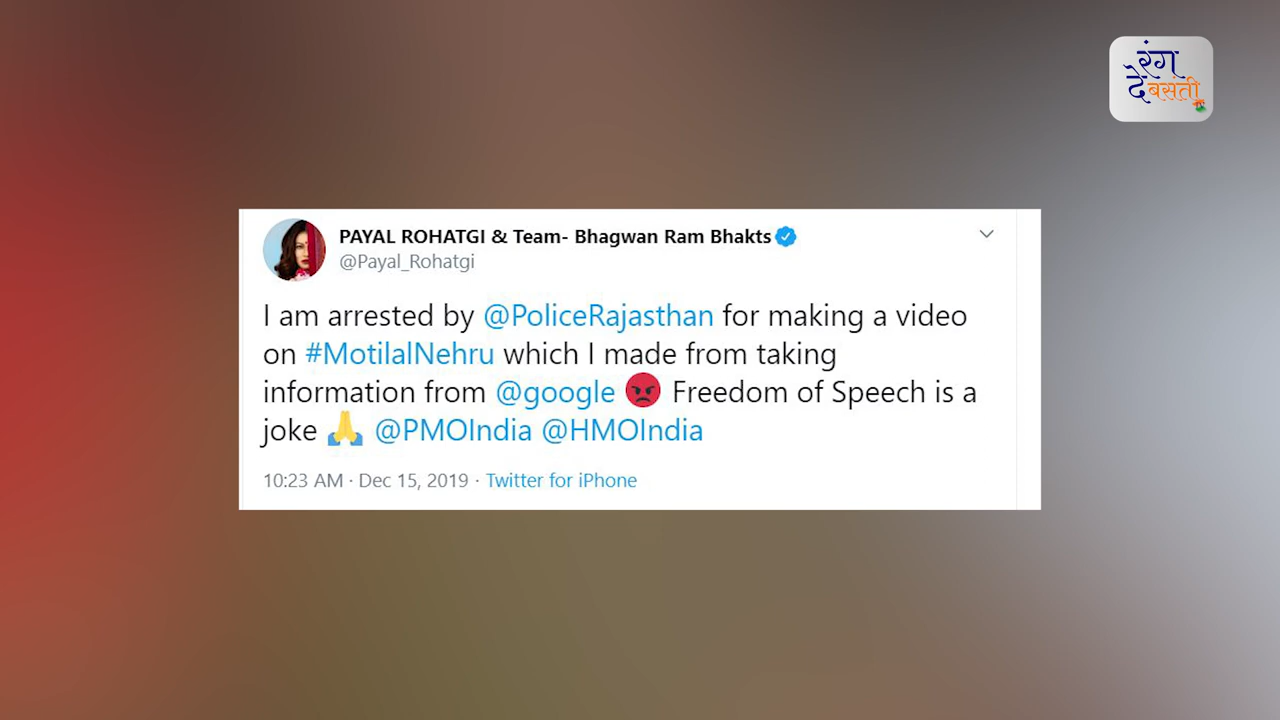 रंग
दे बसंती
PAYAL ROHATGI & Team- Bhagwan Ram Bhakts
@Payal_Rohatgi
I am arrested by @PoliceRajasthan for making a video
on #MotilalNehru which I made from taking
information from @google 😡 Freedom of Speech is a
joke 🙏 @PMOIndia @HMOIndia
10:23 AM · Dec 15, 2019 · Twitter for iPhone